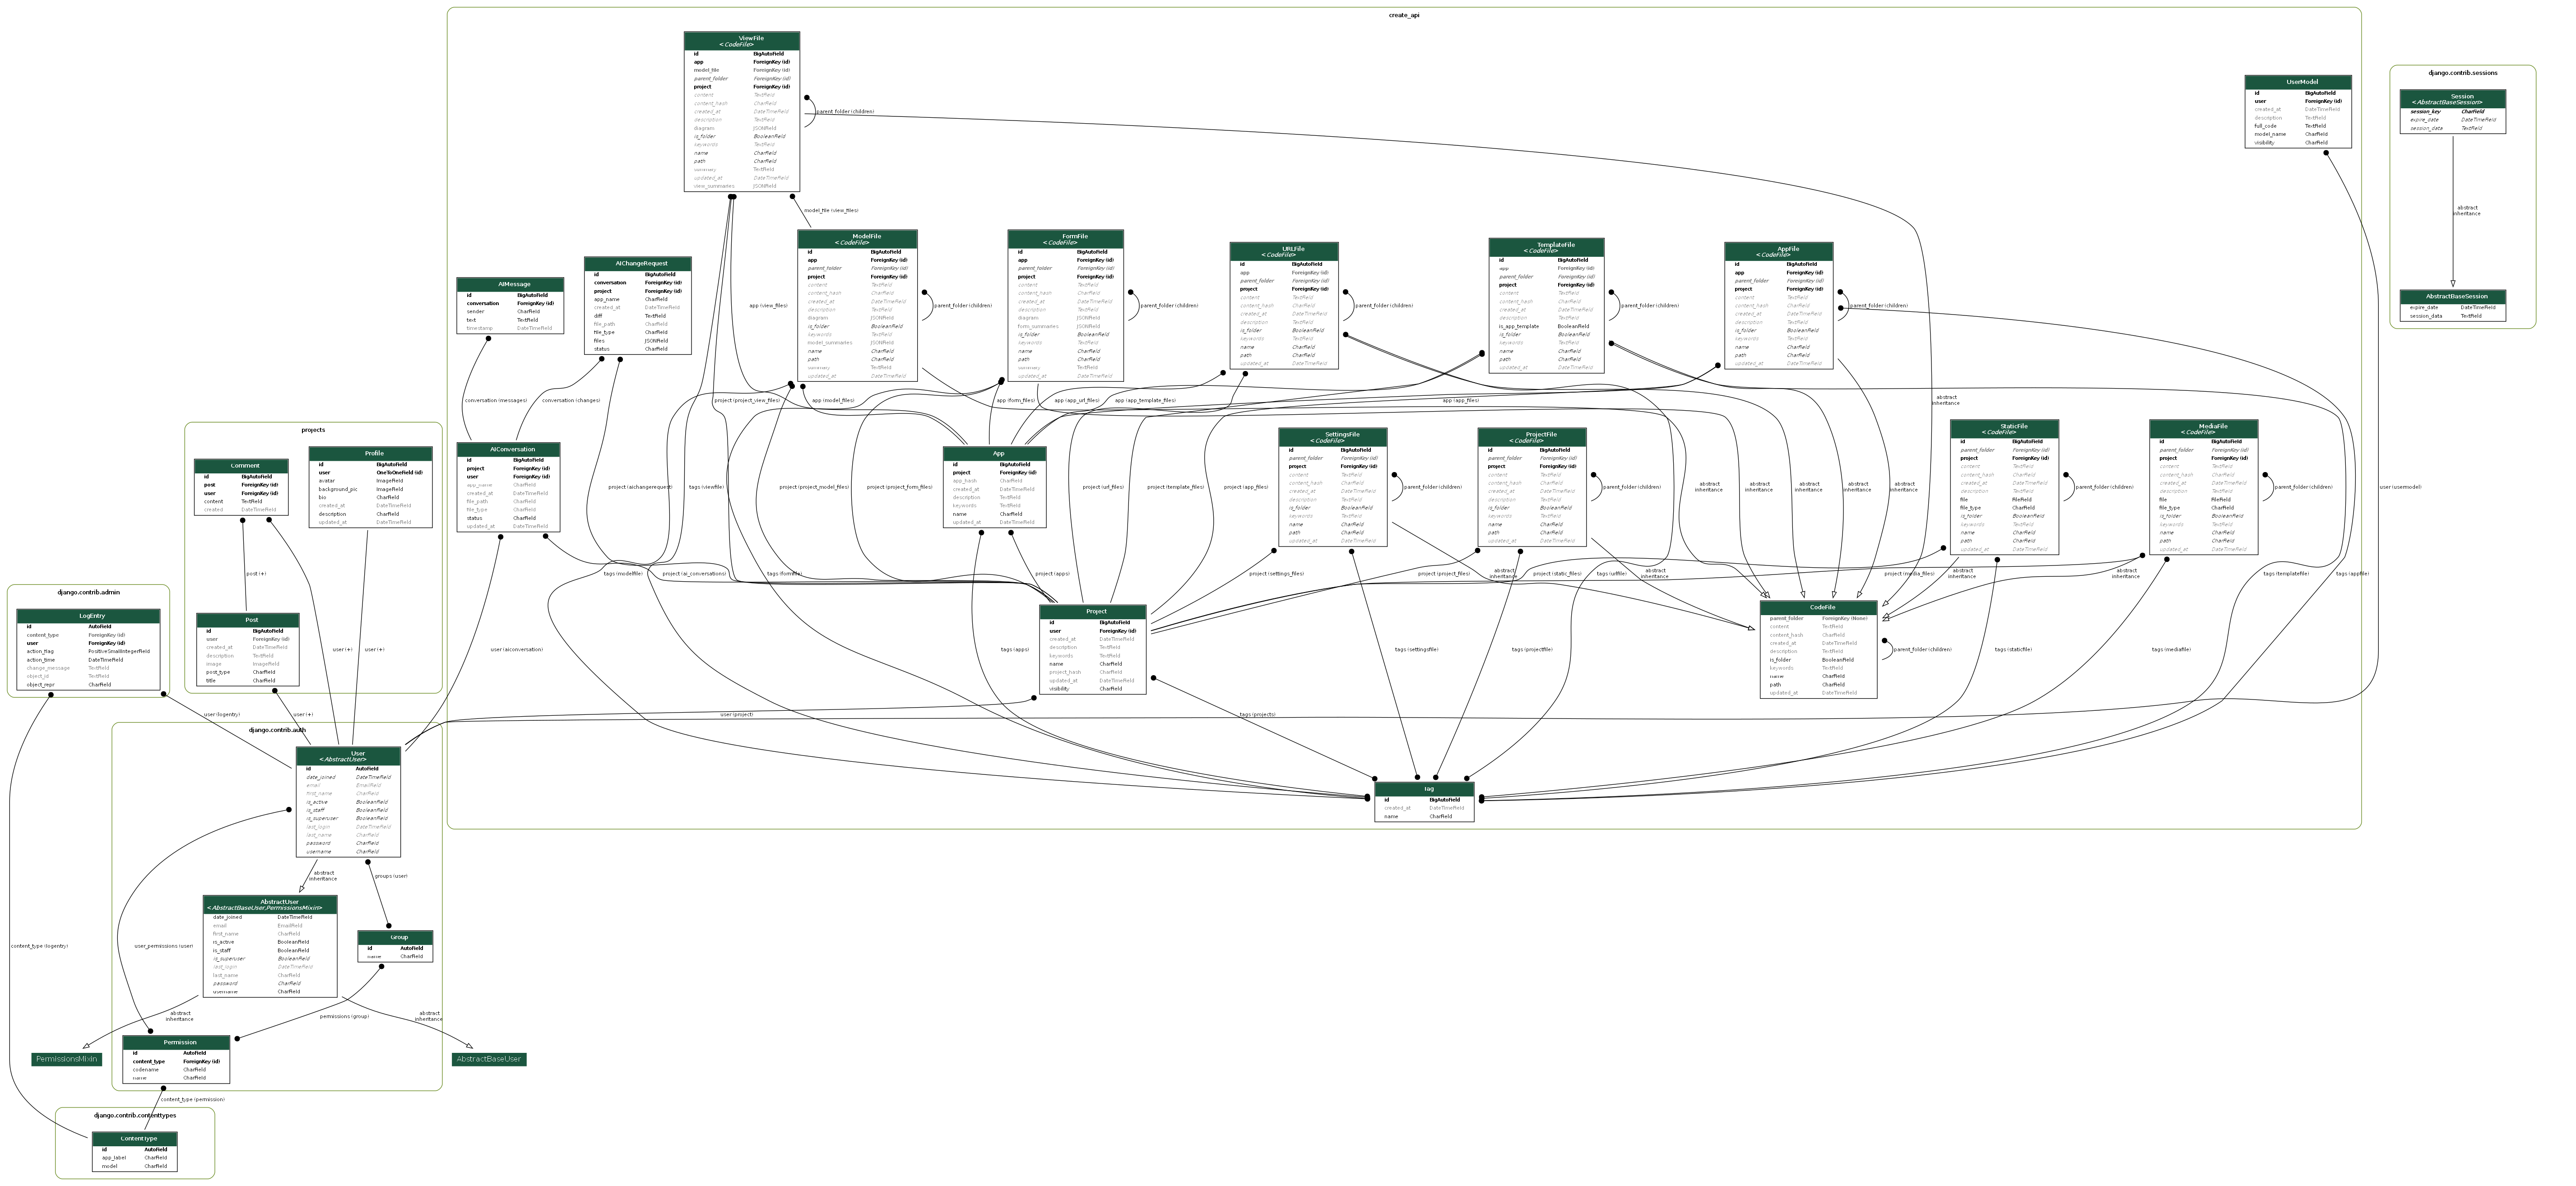 create_api
ViewFile
<CodeFile>
id BigAutoField
app ForeignKey (id)
model_file ForeignKey (id)
parent_folder ForeignKey (id)
project ForeignKey (id)
content TextField
content_hash CharField
created_at DateTimeField
description TextField
diagram JSONField
is_folder BooleanField
keywords TextField
name CharField
path CharField
summary TextField
updated_at DateTimeField
view_summaries JSONField
parent_folder (children)
model_file (view_files)
UserModel
id BigAutoField
user ForeignKey (id)
created_at DateTimeField
description TextField
full_code TextField
model_name CharField
visibility CharField
django.contrib.sessions
Session
<AbstractBaseSession>
session_key CharField
expire_date DateTimeField
session_data TextField
abstract
inheritance
AbstractBaseSession
expire_date DateTimeField
session_data TextField
AIMessage
id BigAutoField
conversation ForeignKey (id)
sender CharField
text TextField
timestamp DateTimeField
AIChangeRequest
id BigAutoField
conversation ForeignKey (id)
project ForeignKey (id)
app_name CharField
created_at DateTimeField
diff TextField
file_path CharField
file_type CharField
files JSONField
status CharField
ModelFile
<CodeFile>
id BigAutoField
app ForeignKey (id)
parent_folder ForeignKey (id)
project ForeignKey (id)
content TextField
content_hash CharField
created_at DateTimeField
description TextField
diagram JSONField
is_folder BooleanField
keywords TextField
model_summaries JSONField
name CharField
path CharField
summary TextField
updated_at DateTimeField
parent_folder (children)
FormFile
<CodeFile>
id BigAutoField
app ForeignKey (id)
parent_folder ForeignKey (id)
project ForeignKey (id)
content TextField
content_hash CharField
created_at DateTimeField
description TextField
diagram JSONField
form_summaries JSONField
is_folder BooleanField
keywords TextField
name CharField
path CharField
summary TextField
updated_at DateTimeField
parent_folder (children)
URLFile
<CodeFile>
id BigAutoField
app ForeignKey (id)
parent_folder ForeignKey (id)
project ForeignKey (id)
content TextField
content_hash CharField
created_at DateTimeField
description TextField
is_folder BooleanField
keywords TextField
name CharField
path CharField
updated_at DateTimeField
parent_folder (children)
TemplateFile
<CodeFile>
id BigAutoField
app ForeignKey (id)
parent_folder ForeignKey (id)
project ForeignKey (id)
content TextField
content_hash CharField
created_at DateTimeField
description TextField
is_app_template BooleanField
is_folder BooleanField
keywords TextField
name CharField
path CharField
updated_at DateTimeField
parent_folder (children)
AppFile
<CodeFile>
id BigAutoField
app ForeignKey (id)
parent_folder ForeignKey (id)
project ForeignKey (id)
content TextField
content_hash CharField
created_at DateTimeField
description TextField
is_folder BooleanField
keywords TextField
name CharField
path CharField
updated_at DateTimeField
parent_folder (children)
app (view_files)
conversation (messages)
conversation (changes)
project (project_view_files)
app (model_files)
app (form_files)
app (app_url_files)
app (app_template_files)
app (app_files)
abstract
inheritance
projects
Comment
id BigAutoField
post ForeignKey (id)
user ForeignKey (id)
content TextField
created DateTimeField
Profile
id BigAutoField
user OneToOneField (id)
avatar ImageField
background_pic ImageField
bio CharField
created_at DateTimeField
description CharField
updated_at DateTimeField
AIConversation
id BigAutoField
project ForeignKey (id)
user ForeignKey (id)
app_name CharField
created_at DateTimeField
file_path CharField
file_type CharField
status CharField
updated_at DateTimeField
App
id BigAutoField
project ForeignKey (id)
app_hash CharField
created_at DateTimeField
description TextField
keywords TextField
name CharField
updated_at DateTimeField
SettingsFile
<CodeFile>
id BigAutoField
parent_folder ForeignKey (id)
project ForeignKey (id)
content TextField
content_hash CharField
created_at DateTimeField
description TextField
is_folder BooleanField
keywords TextField
name CharField
path CharField
updated_at DateTimeField
parent_folder (children)
ProjectFile
<CodeFile>
id BigAutoField
parent_folder ForeignKey (id)
project ForeignKey (id)
content TextField
content_hash CharField
created_at DateTimeField
description TextField
is_folder BooleanField
keywords TextField
name CharField
path CharField
updated_at DateTimeField
parent_folder (children)
StaticFile
<CodeFile>
id BigAutoField
parent_folder ForeignKey (id)
project ForeignKey (id)
content TextField
content_hash CharField
created_at DateTimeField
description TextField
file FileField
file_type CharField
is_folder BooleanField
keywords TextField
name CharField
path CharField
updated_at DateTimeField
parent_folder (children)
MediaFile
<CodeFile>
id BigAutoField
parent_folder ForeignKey (id)
project ForeignKey (id)
content TextField
content_hash CharField
created_at DateTimeField
description TextField
file FileField
file_type CharField
is_folder BooleanField
keywords TextField
name CharField
path CharField
updated_at DateTimeField
parent_folder (children)
project (aichangerequest)
tags (viewfile)
project (project_model_files)
project (project_form_files)
project (url_files)
project (template_files)
project (app_files)
abstract
inheritance
abstract
inheritance
abstract
inheritance
abstract
inheritance
abstract
inheritance
user (usermodel)
post (+)
tags (modelfile)
project (ai_conversations)
tags (formfile)
project (apps)
project (settings_files)
project (project_files)
abstract
inheritance
project (static_files)
tags (urlfile)
abstract
inheritance
project (media_files)
abstract
inheritance
abstract
inheritance
tags (templatefile)
tags (appfile)
django.contrib.admin
LogEntry
id AutoField
content_type ForeignKey (id)
user ForeignKey (id)
action_flag PositiveSmallIntegerField
action_time DateTimeField
change_message TextField
object_id TextField
object_repr CharField
Post
id BigAutoField
user ForeignKey (id)
created_at DateTimeField
description TextField
image ImageField
post_type CharField
title CharField
user (+)
user (+)
user (aiconversation)
Project
id BigAutoField
user ForeignKey (id)
created_at DateTimeField
description TextField
keywords TextField
name CharField
project_hash CharField
updated_at DateTimeField
visibility CharField
CodeFile
parent_folder ForeignKey (None)
content TextField
content_hash CharField
created_at DateTimeField
description TextField
is_folder BooleanField
keywords TextField
name CharField
path CharField
updated_at DateTimeField
parent_folder (children)
tags (apps)
tags (settingsfile)
tags (projectfile)
tags (staticfile)
tags (mediafile)
user (logentry)
user (+)
user (project)
tags (projects)
django.contrib.auth
User
<AbstractUser>
id AutoField
date_joined DateTimeField
email EmailField
first_name CharField
is_active BooleanField
is_staff BooleanField
is_superuser BooleanField
last_login DateTimeField
last_name CharField
password CharField
username CharField
Tag
id BigAutoField
created_at DateTimeField
name CharField
abstract
inheritance
groups (user)
AbstractUser
<AbstractBaseUser,PermissionsMixin>
date_joined DateTimeField
email EmailField
first_name CharField
is_active BooleanField
is_staff BooleanField
is_superuser BooleanField
last_login DateTimeField
last_name CharField
password CharField
username CharField
Group
id AutoField
name CharField
content_type (logentry)
user_permissions (user)
abstract
inheritance
permissions (group)
abstract
inheritance
PermissionsMixin
Permission
id AutoField
content_type ForeignKey (id)
codename CharField
name CharField
AbstractBaseUser
content_type (permission)
django.contrib.contenttypes
ContentType
id AutoField
app_label CharField
model CharField